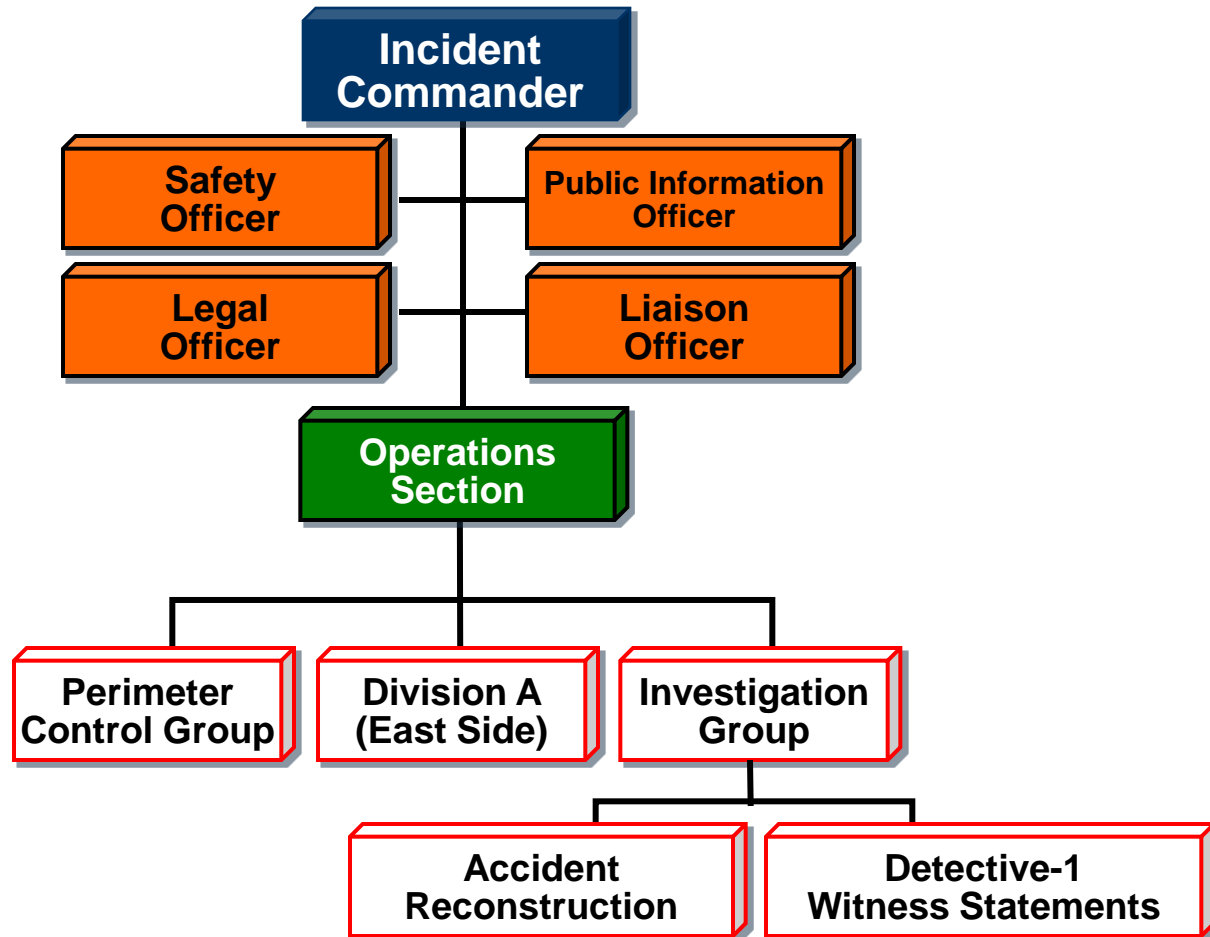 Incident
Commander
Safety
Officer
Public Information
Officer
Legal
Officer
Liaison
Officer
Operations
Section
Perimeter
Control Group
Division A
(East Side)
Investigation
Group
Accident
Reconstruction
Detective-1
Witness Statements